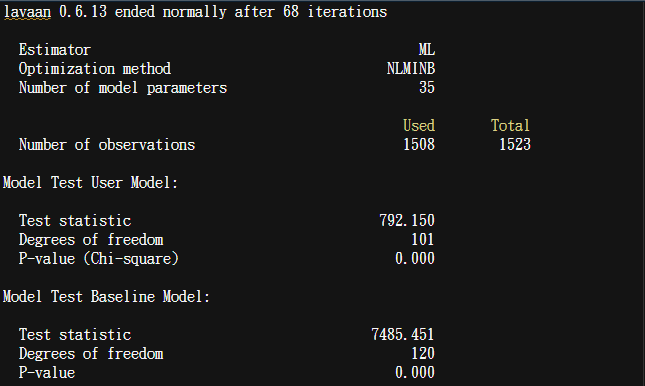 lavaan 0.6.13 ended normally after 68 iterations
Estimator ML
Optimization method NLMINB
Number of model parameters 35
Used Total
Number of observations 1508 1523
Model Test User Model:
Test statistic 792.150
Degrees of freedom 101
P-value (Chi-square) 0.000
Model Test Baseline Model:
Test statistic 7485.451
Degrees of freedom 120
P-value 0.000